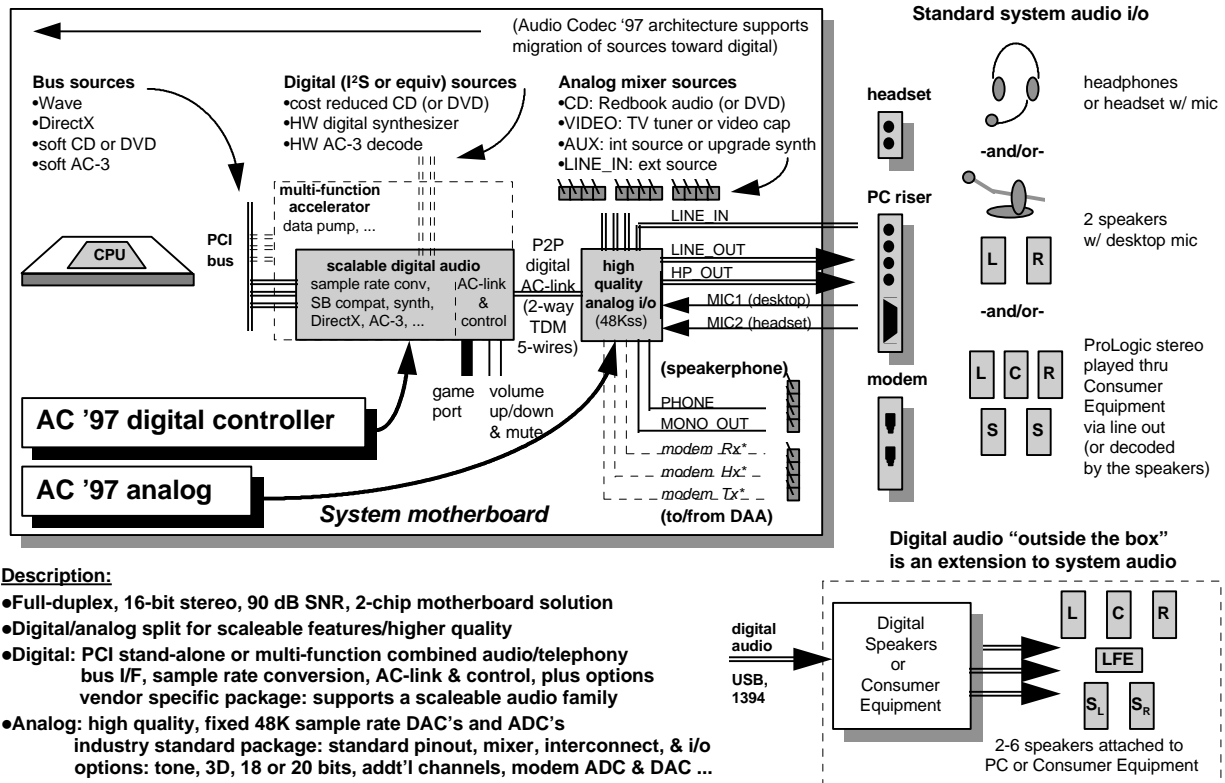 (Audio Codec '97 architecture supports
migration of sources toward digital)
Bus sources
•Wave
•DirectX
•soft CD or DVD
•soft AC-3
Digital (I²S or equiv) sources
•cost reduced CD (or DVD)
•HW digital synthesizer
•HW AC-3 decode
Analog mixer sources
•CD: Redbook audio (or DVD)
•VIDEO: TV tuner or video cap
•AUX: int source or upgrade synth
•LINE_IN: ext source
multi-function
accelerator
data pump, ...
CPU
PCI
bus
scalable digital audio
sample rate conv,
SB compat, synth,
DirectX, AC-3, ...
AC-link
&
control
P2P
digital
AC-link
(2-way
TDM
5-wires)
high
quality
analog i/o
(48Kss)
LINE_IN
LINE_OUT
HP_OUT
MIC1 (desktop)
MIC2 (headset)
game
port
volume
up/down
& mute
(speakerphone)
PHONE
MONO_OUT
modem Rx*
modem Hx*
modem Tx*
(to/from DAA)
AC '97 digital controller
AC '97 analog
System motherboard
Standard system audio i/o
headset
PC riser
modem
headphones
or headset w/ mic
-and/or-
2 speakers
w/ desktop mic
L R
-and/or-
L C R
S S
ProLogic stereo
played thru
Consumer
Equipment
via line out
(or decoded
by the speakers)
Description:
•Full-duplex, 16-bit stereo, 90 dB SNR, 2-chip motherboard solution
•Digital/analog split for scaleable features/higher quality
•Digital: PCI stand-alone or multi-function combined audio/telephony
bus I/F, sample rate conversion, AC-link & control, plus options
vendor specific package: supports a scaleable audio family
•Analog: high quality, fixed 48K sample rate DAC's and ADC's
industry standard package: standard pinout, mixer, interconnect, & i/o
options: tone, 3D, 18 or 20 bits, addt'l channels, modem ADC & DAC ...
Digital audio “outside the box”
is an extension to system audio
digital
audio
USB,
1394
Digital
Speakers
or
Consumer
Equipment
L C R
LFE
SL SR
2-6 speakers attached to
PC or Consumer Equipment